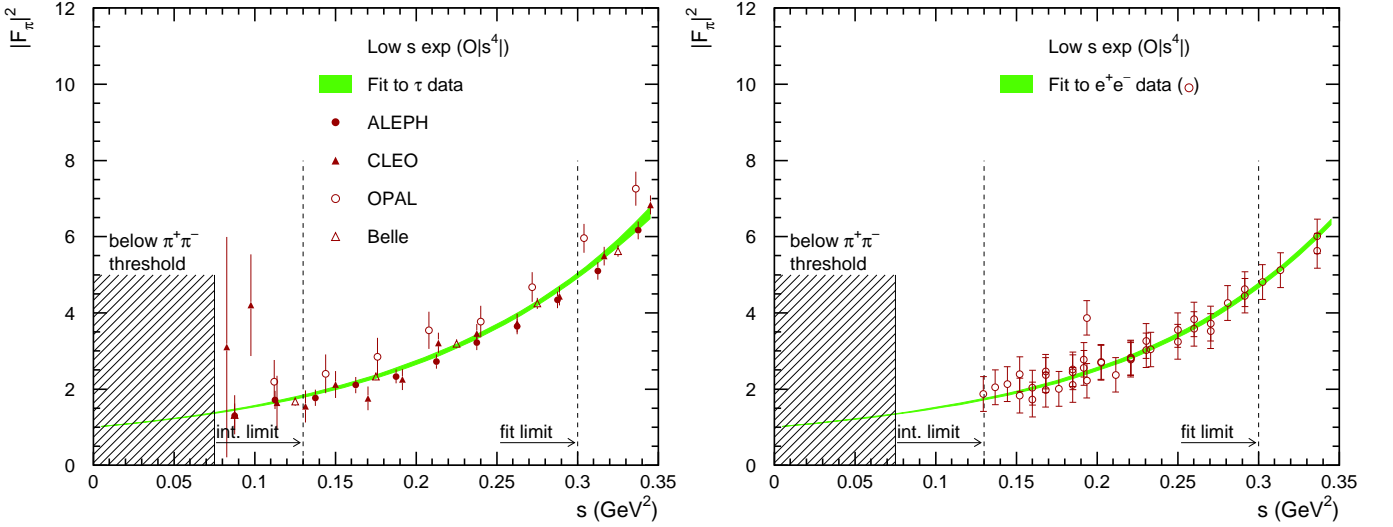 |F_π|²
Low s exp (O|s⁴|)
Fit to τ data
ALEPH
CLEO
OPAL
Belle
below π⁺π⁻
threshold
int. limit
fit limit
0
2
4
6
8
10
12
0 0.05 0.1 0.15 0.2 0.25 0.3 0.35
s (GeV²)
|F_π|²
Low s exp (O|s⁴|)
Fit to e⁺e⁻ data (○)
below π⁺π⁻
threshold
int. limit
fit limit
0
2
4
6
8
10
12
0 0.05 0.1 0.15 0.2 0.25 0.3 0.35
s (GeV²)